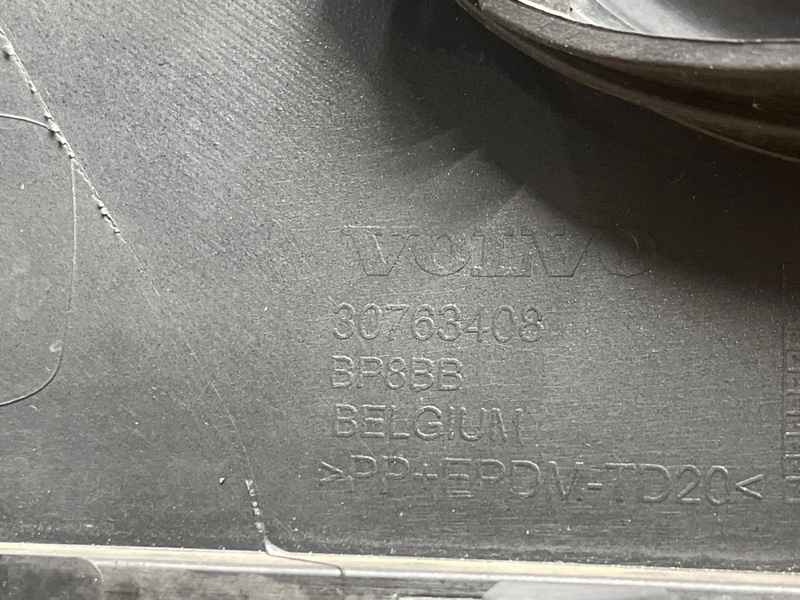 VOLVO
30763408
BP8BB
BELGIUM
>PP+EPDM-TD20<